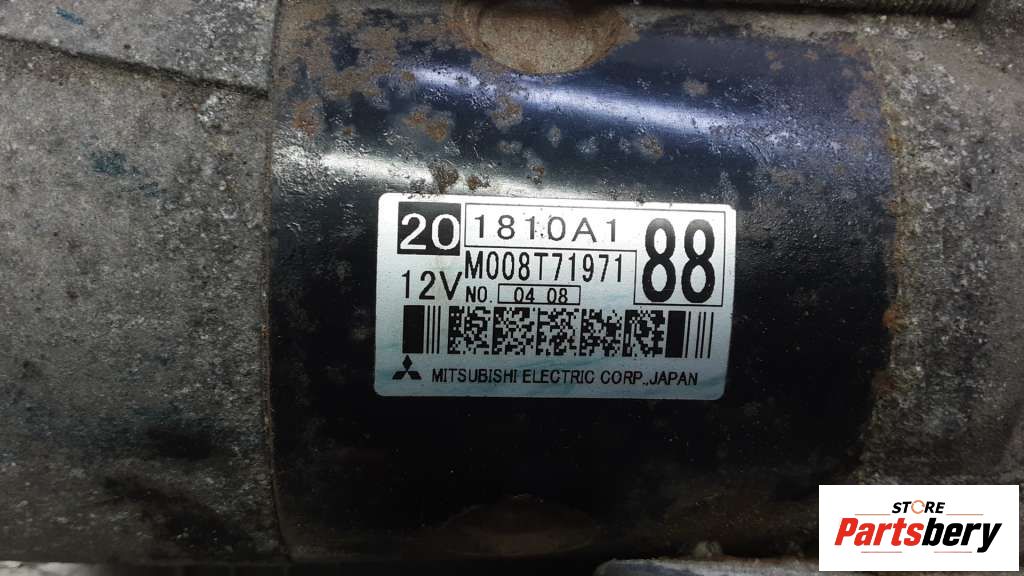 20 1810A1 88
12V M008T71971
NO. 04 08
MITSUBISHI ELECTRIC CORP.,JAPAN
STORE
Partsbery